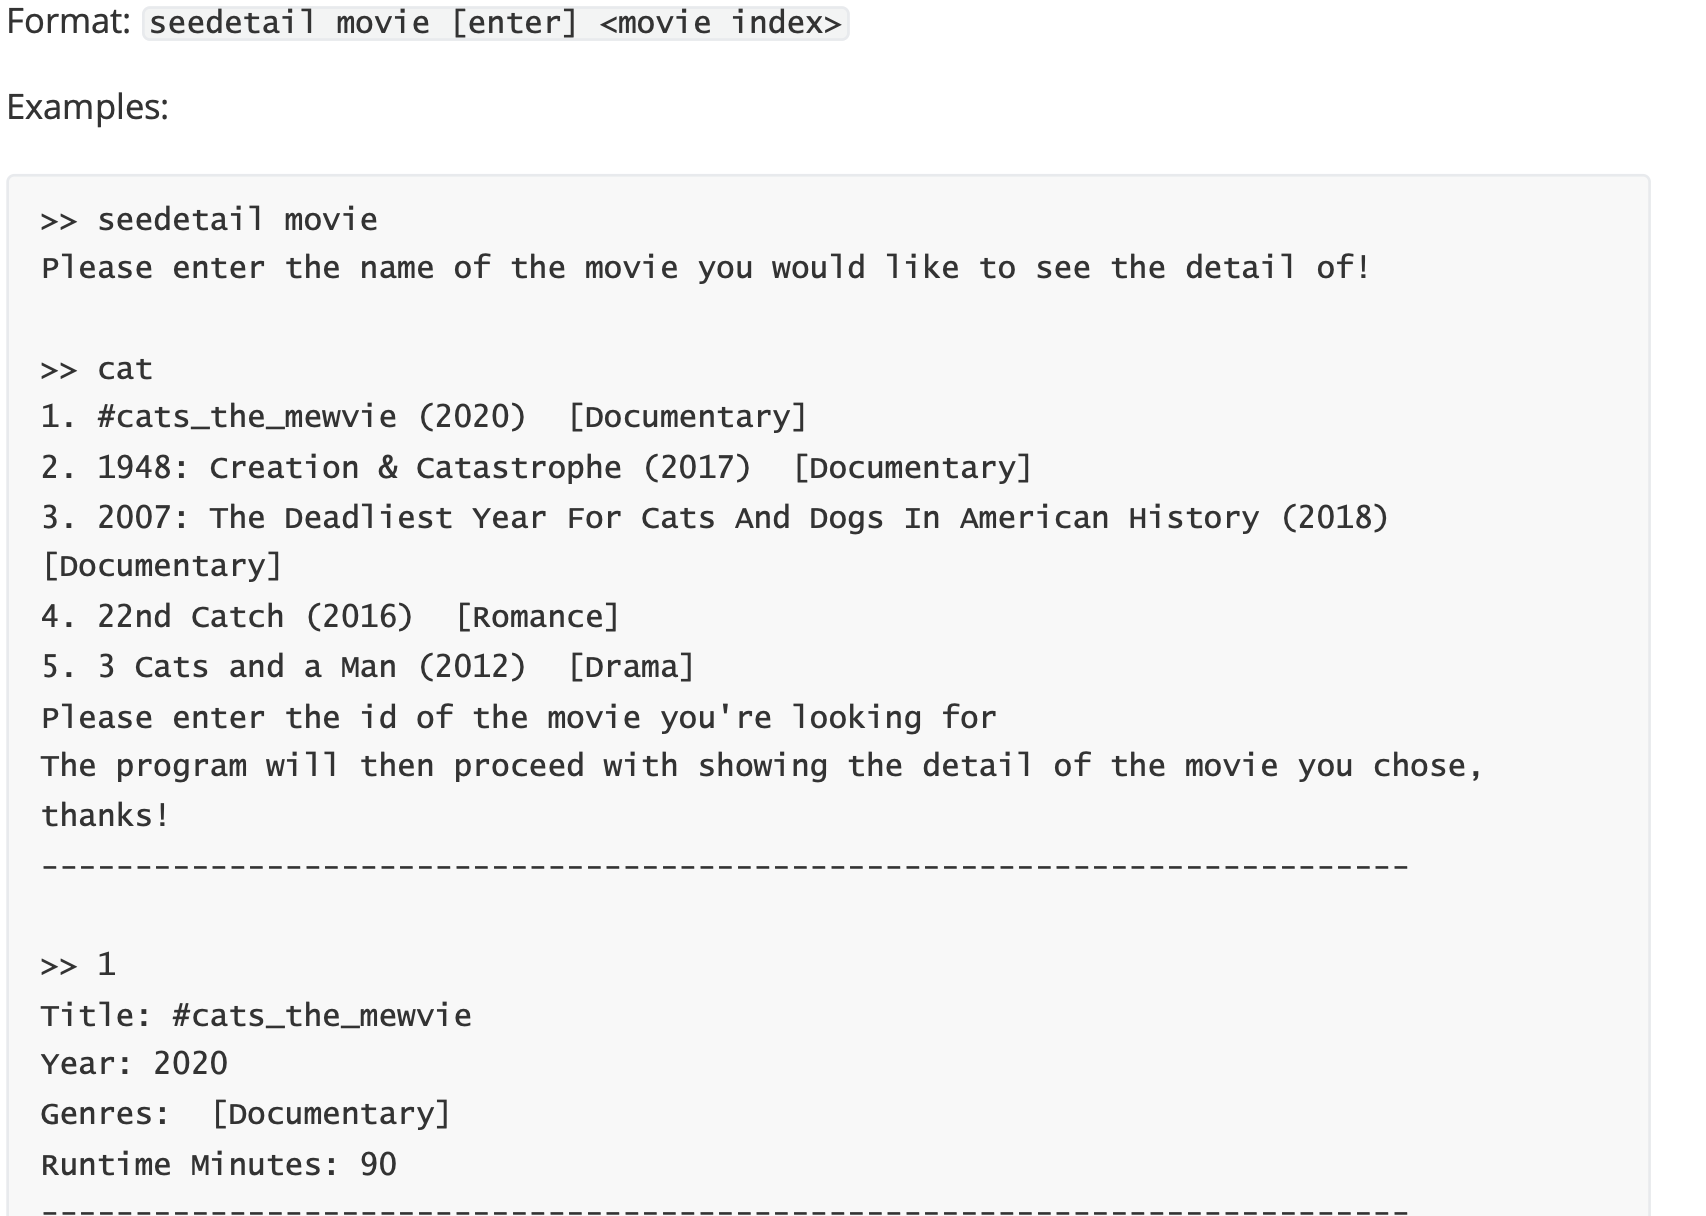 Format: seedetail movie [enter] <movie index>
Examples:
>> seedetail movie
Please enter the name of the movie you would like to see the detail of!
>> cat
1. #cats_the_mewvie (2020)  [Documentary]
2. 1948: Creation & Catastrophe (2017)  [Documentary]
3. 2007: The Deadliest Year For Cats And Dogs In American History (2018)
[Documentary]
4. 22nd Catch (2016)  [Romance]
5. 3 Cats and a Man (2012)  [Drama]
Please enter the id of the movie you're looking for
The program will then proceed with showing the detail of the movie you chose,
thanks!
-------------------------------------------------------------------------
>> 1
Title: #cats_the_mewvie
Year: 2020
Genres:  [Documentary]
Runtime Minutes: 90
-------------------------------------------------------------------------